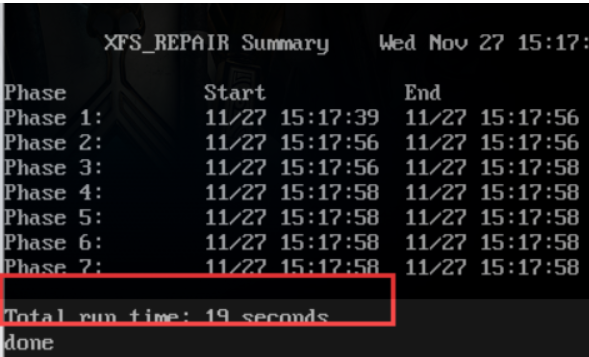 XFS_REPAIR Summary    Wed Nov 27 15:17:
Phase           Start           End
Phase 1:        11/27 15:17:39  11/27 15:17:56
Phase 2:        11/27 15:17:56  11/27 15:17:56
Phase 3:        11/27 15:17:56  11/27 15:17:58
Phase 4:        11/27 15:17:58  11/27 15:17:58
Phase 5:        11/27 15:17:58  11/27 15:17:58
Phase 6:        11/27 15:17:58  11/27 15:17:58
Phase 7:        11/27 15:17:58  11/27 15:17:58
Total run time: 19 seconds
done